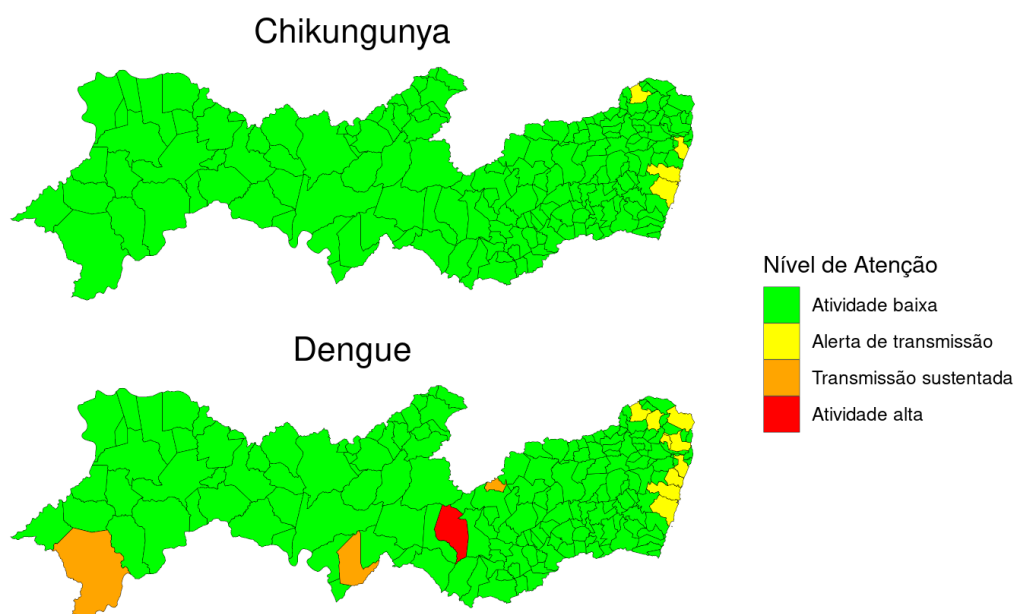 Chikungunya
Dengue
Nível de Atenção
Atividade baixa
Alerta de transmissão
Transmissão sustentada
Atividade alta